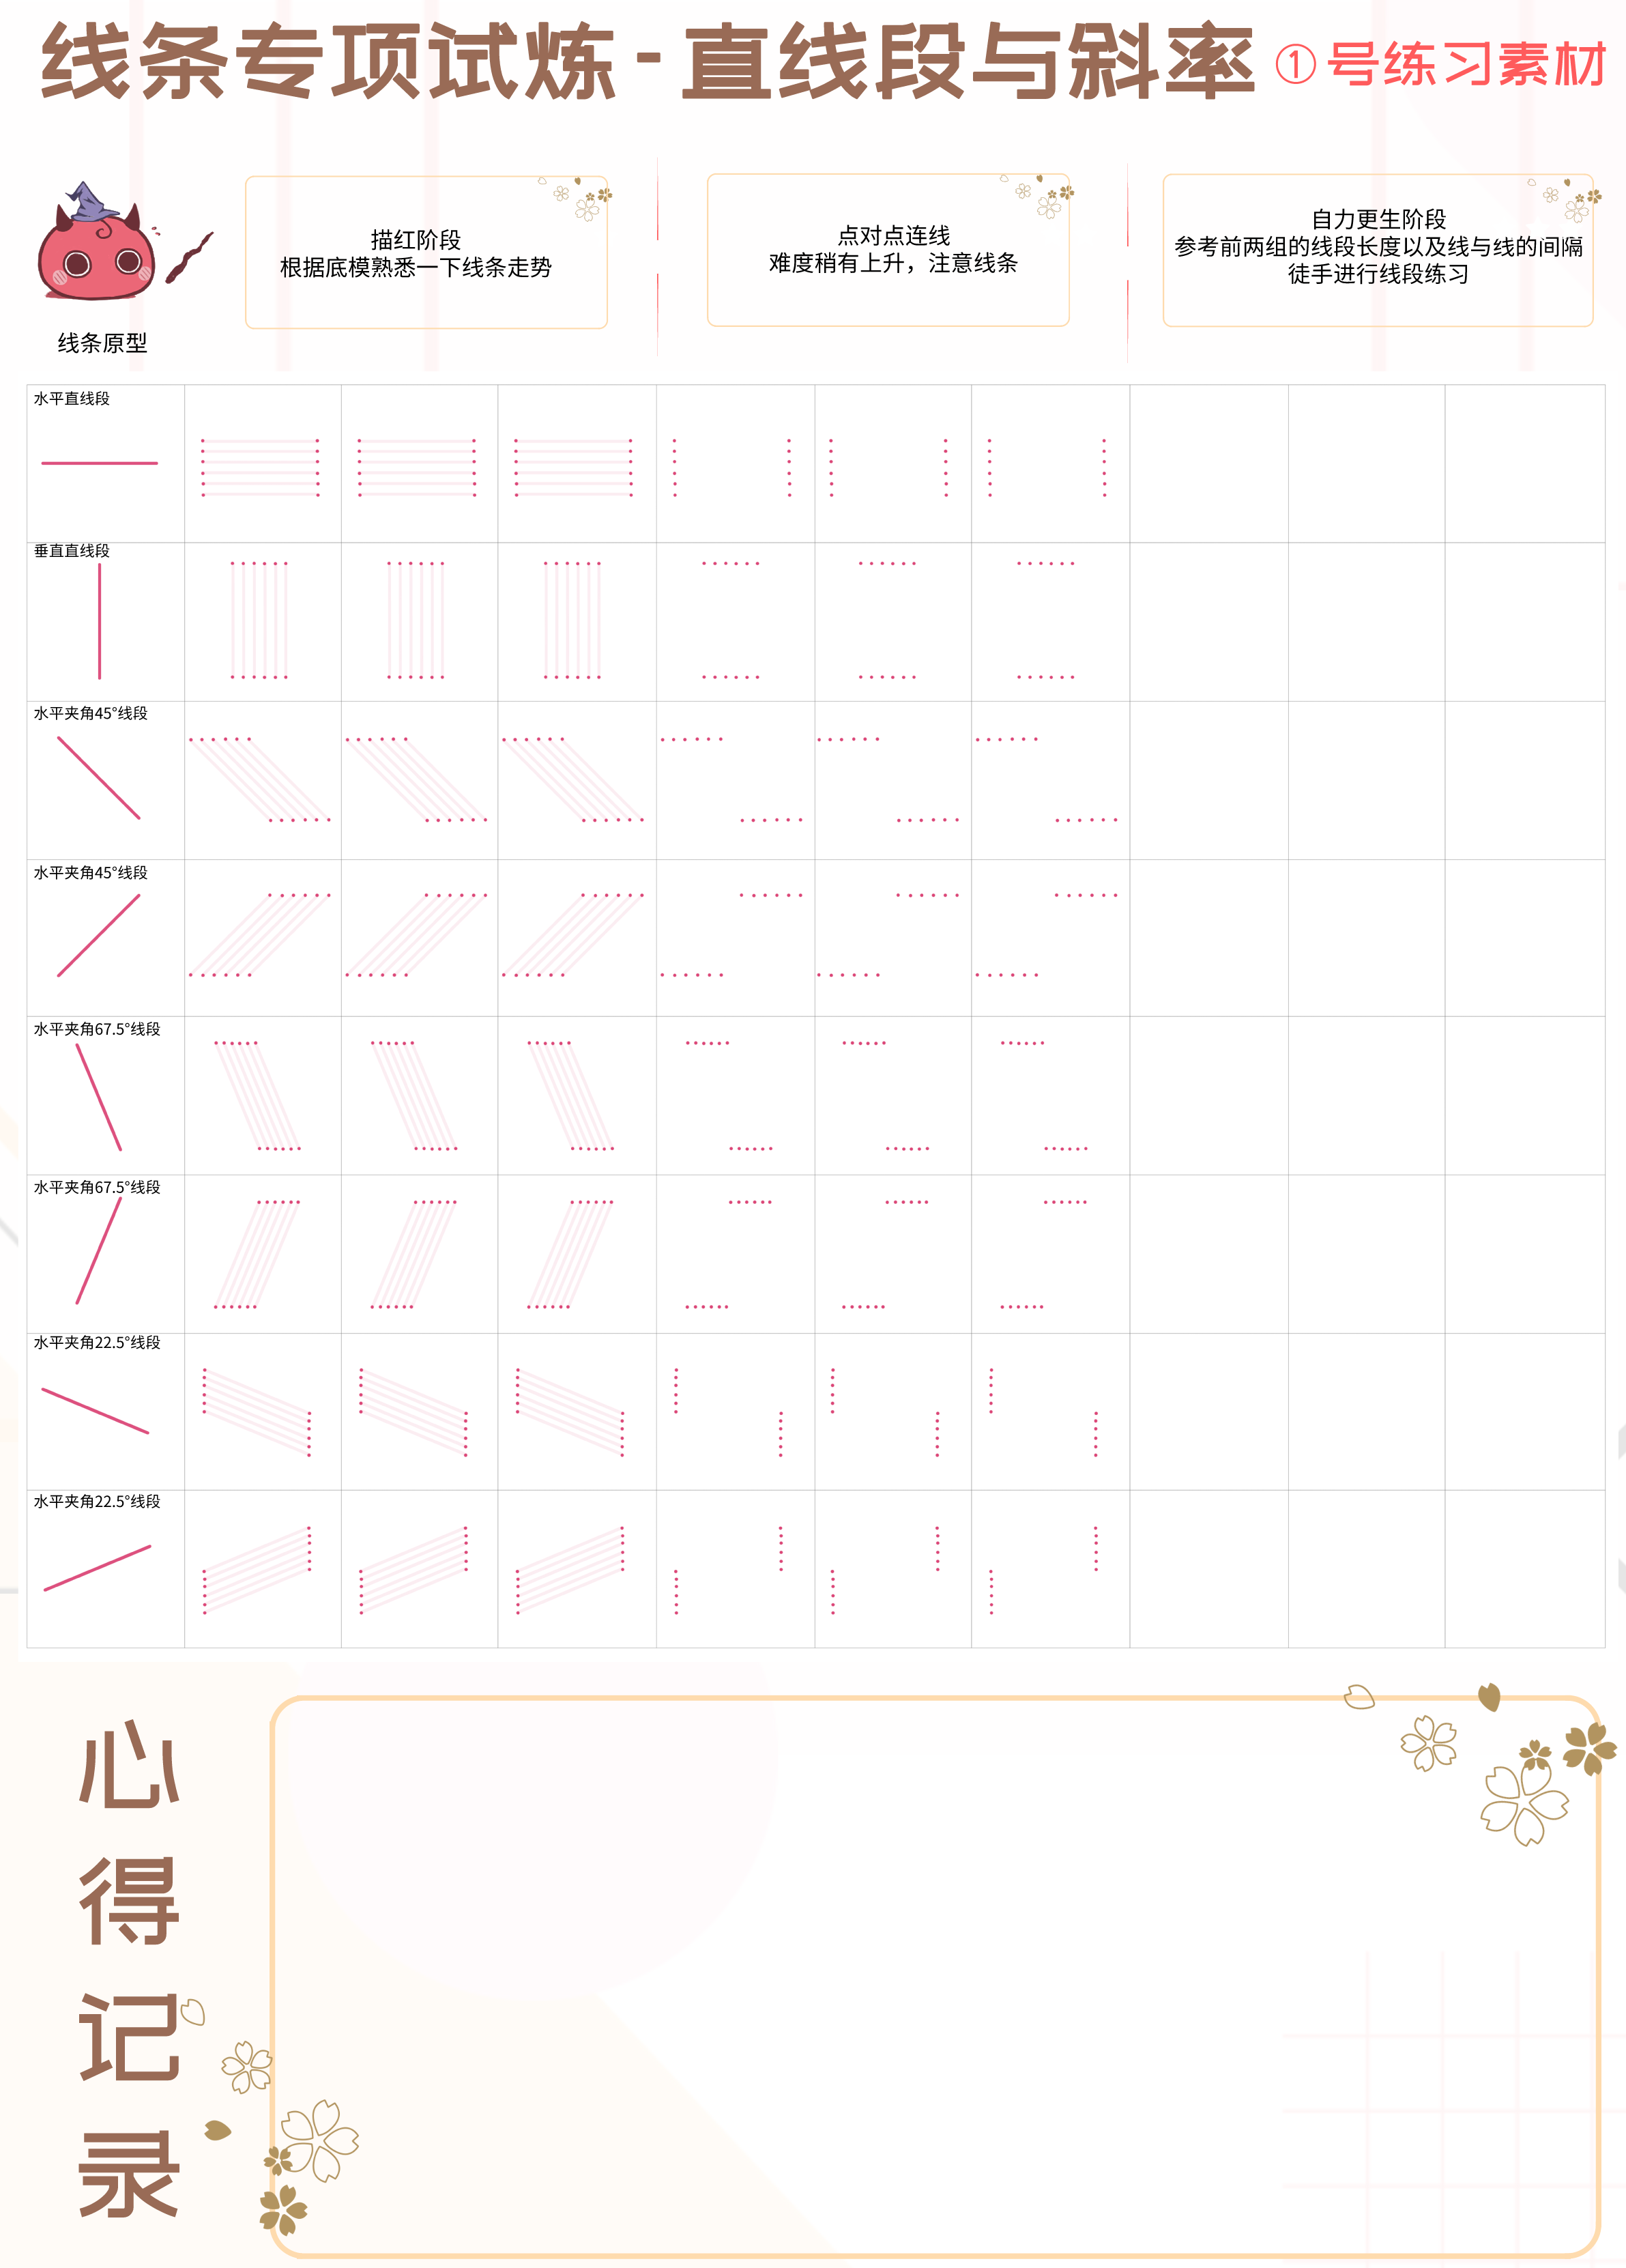 线条专项试炼-直线段与斜率 ①号练习素材
描红阶段
根据底模熟悉一下线条走势
点对点连线
难度稍有上升，注意线条
自力更生阶段
参考前两组的线段长度以及线与线的间隔
徒手进行线段练习
线条原型
水平直线段
垂直直线段
水平夹角45°线段
水平夹角45°线段
水平夹角67.5°线段
水平夹角67.5°线段
水平夹角22.5°线段
水平夹角22.5°线段
心
得
记
录